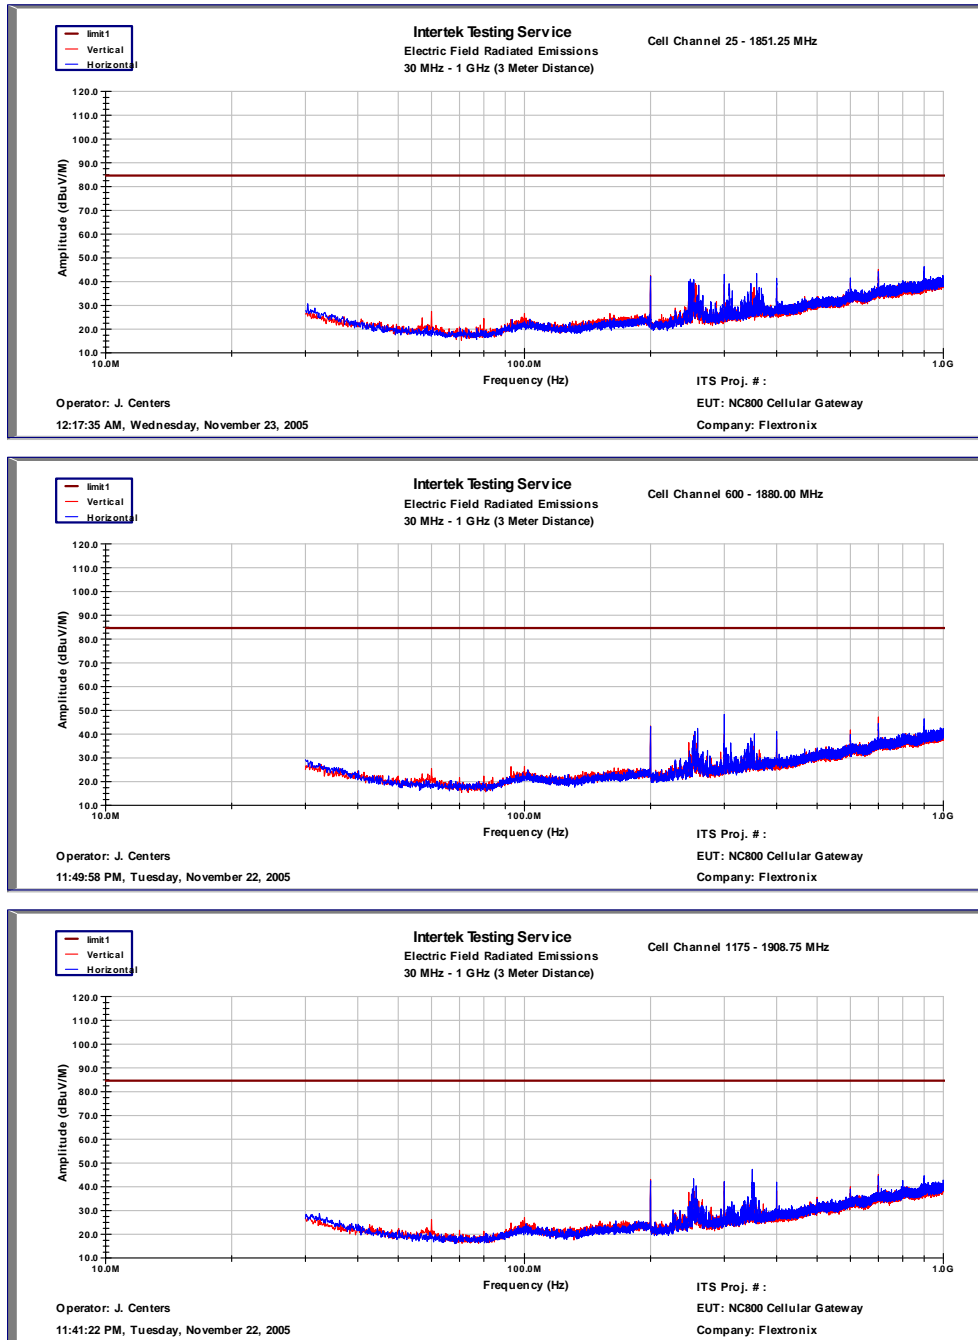 limit1
Vertical
Horizontal
Intertek Testing Service
Electric Field Radiated Emissions
30 MHz - 1 GHz (3 Meter Distance)
Cell Channel 25 - 1851.25 MHz
120.0
110.0
100.0
90.0
80.0
70.0
60.0
50.0
40.0
30.0
20.0
10.0
Amplitude (dBuV/M)
10.0M
100.0M
1.0G
Frequency (Hz)
ITS Proj. # :
Operator: J. Centers
EUT: NC800 Cellular Gateway
12:17:35 AM, Wednesday, November 23, 2005
Company: Flextronix
limit1
Vertical
Horizontal
Intertek Testing Service
Electric Field Radiated Emissions
30 MHz - 1 GHz (3 Meter Distance)
Cell Channel 600 - 1880.00 MHz
120.0
110.0
100.0
90.0
80.0
70.0
60.0
50.0
40.0
30.0
20.0
10.0
Amplitude (dBuV/M)
10.0M
100.0M
1.0G
Frequency (Hz)
ITS Proj. # :
Operator: J. Centers
EUT: NC800 Cellular Gateway
11:49:58 PM, Tuesday, November 22, 2005
Company: Flextronix
limit1
Vertical
Horizontal
Intertek Testing Service
Electric Field Radiated Emissions
30 MHz - 1 GHz (3 Meter Distance)
Cell Channel 1175 - 1908.75 MHz
120.0
110.0
100.0
90.0
80.0
70.0
60.0
50.0
40.0
30.0
20.0
10.0
Amplitude (dBuV/M)
10.0M
100.0M
1.0G
Frequency (Hz)
ITS Proj. # :
Operator: J. Centers
EUT: NC800 Cellular Gateway
11:41:22 PM, Tuesday, November 22, 2005
Company: Flextronix